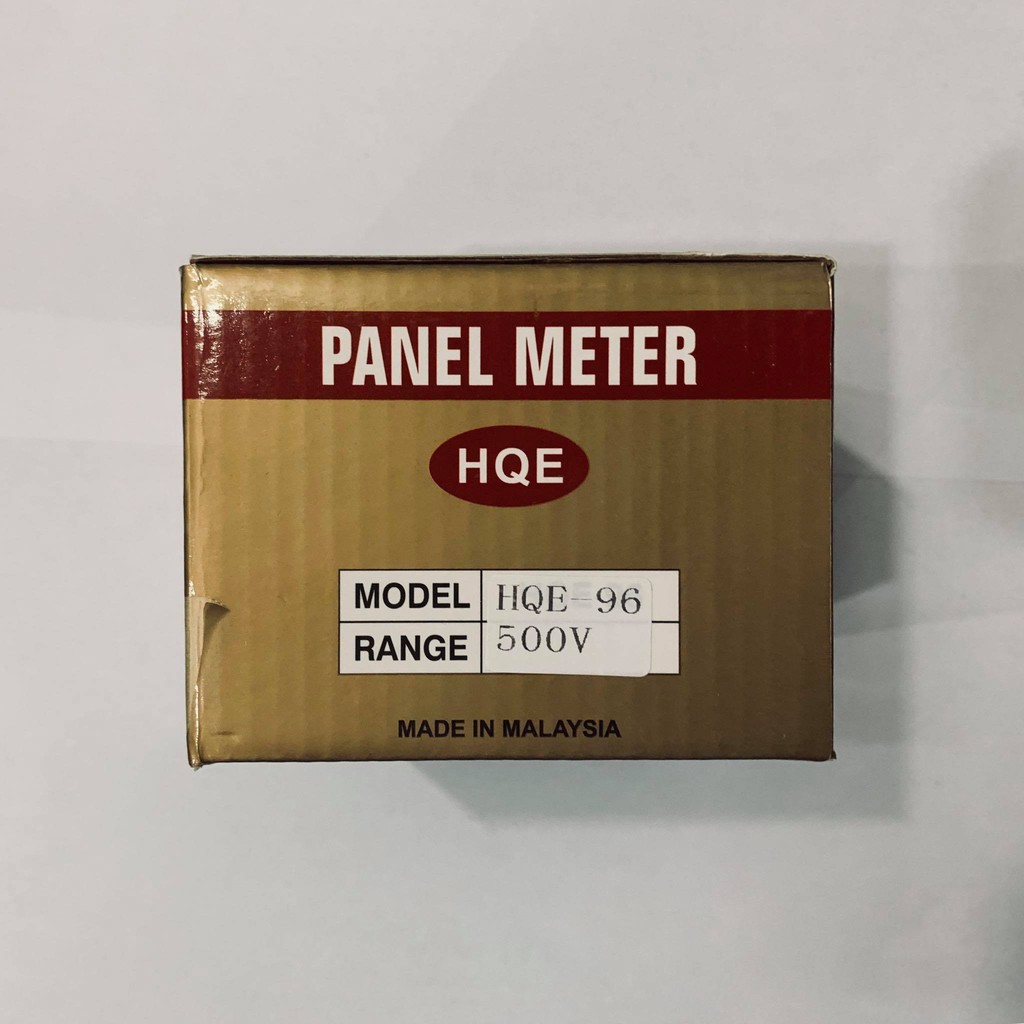 PANEL METER
HQE
MODEL HQE-96
RANGE 500V
MADE IN MALAYSIA